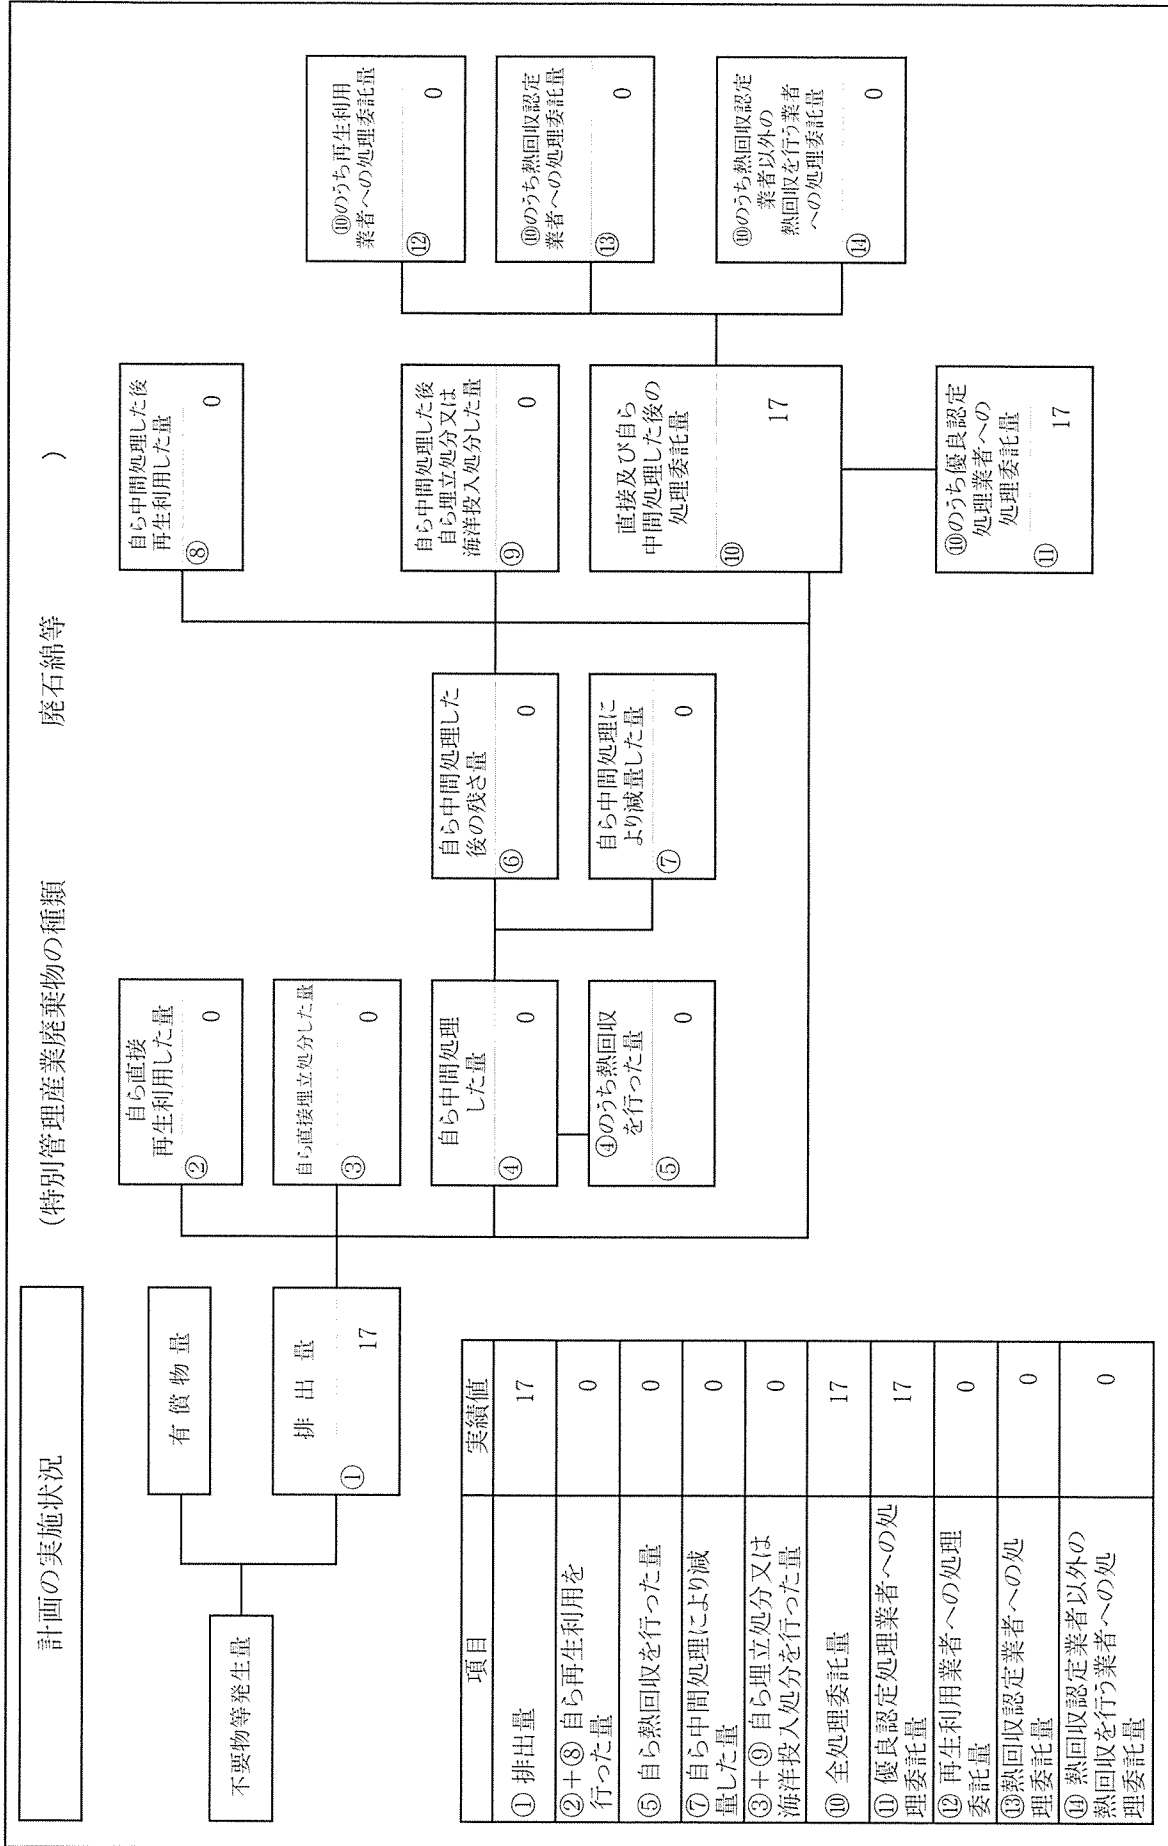 計画の実施状況
(特別管理産業廃棄物の種類 廃石綿等 )
不要物等発生量
有償物量
排出量
① 17
自ら直接
再生利用した量
② 0
自ら直接埋立処分した量
③ 0
自ら中間処理
した量
④ 0
④のうち熱回収
を行った量
⑤ 0
自ら中間処理した
後の残さ量
⑥ 0
自ら中間処理に
より減量した量
⑦ 0
自ら中間処理した後
再生利用した量
⑧ 0
自ら中間処理した後
自ら埋立処分又は
海洋投入処分した量
⑨ 0
直接及び自ら
中間処理した後の
処理委託量
⑩ 17
⑩のうち優良認定
処理業者への
処理委託量
⑪ 17
⑩のうち再生利用
業者への処理委託量
⑫ 0
⑩のうち熱回収認定
業者への処理委託量
⑬ 0
⑩のうち熱回収認定
業者以外の
熱回収を行う業者
への処理委託量
⑭ 0
項目 実績値
① 排出量 17
②+⑧ 自ら再生利用を
行った量 0
⑤ 自ら熱回収を行った量 0
⑦ 自ら中間処理により減
量した量 0
③+⑨ 自ら埋立処分又は
海洋投入処分を行った量 0
⑩ 全処理委託量 17
⑪ 優良認定処理業者への処
理委託量 17
⑫ 再生利用業者への処理
委託量 0
⑬熱回収認定業者への処
理委託量 0
⑭ 熱回収認定業者以外の
熱回収を行う業者への処
理委託量 0